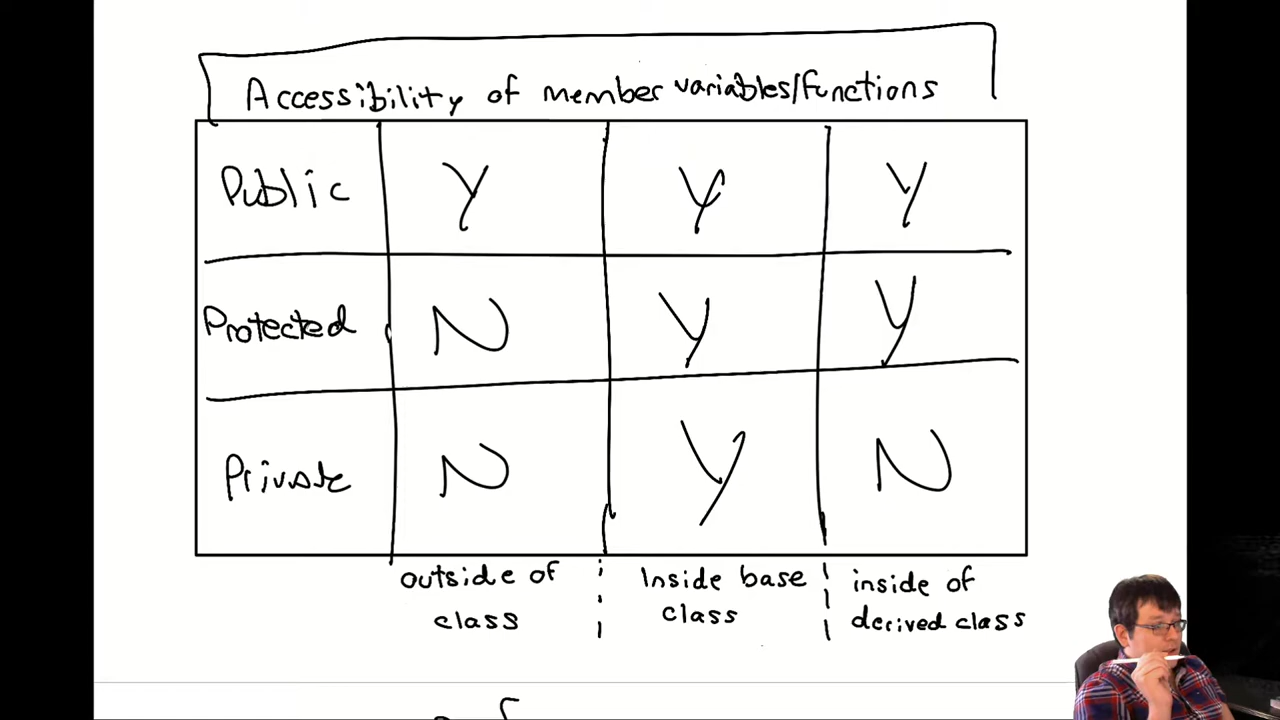 Accessibility of member variables/functions
Public Y Y Y
Protected N Y Y
Private N Y N
outside of class
Inside base class
inside of derived class